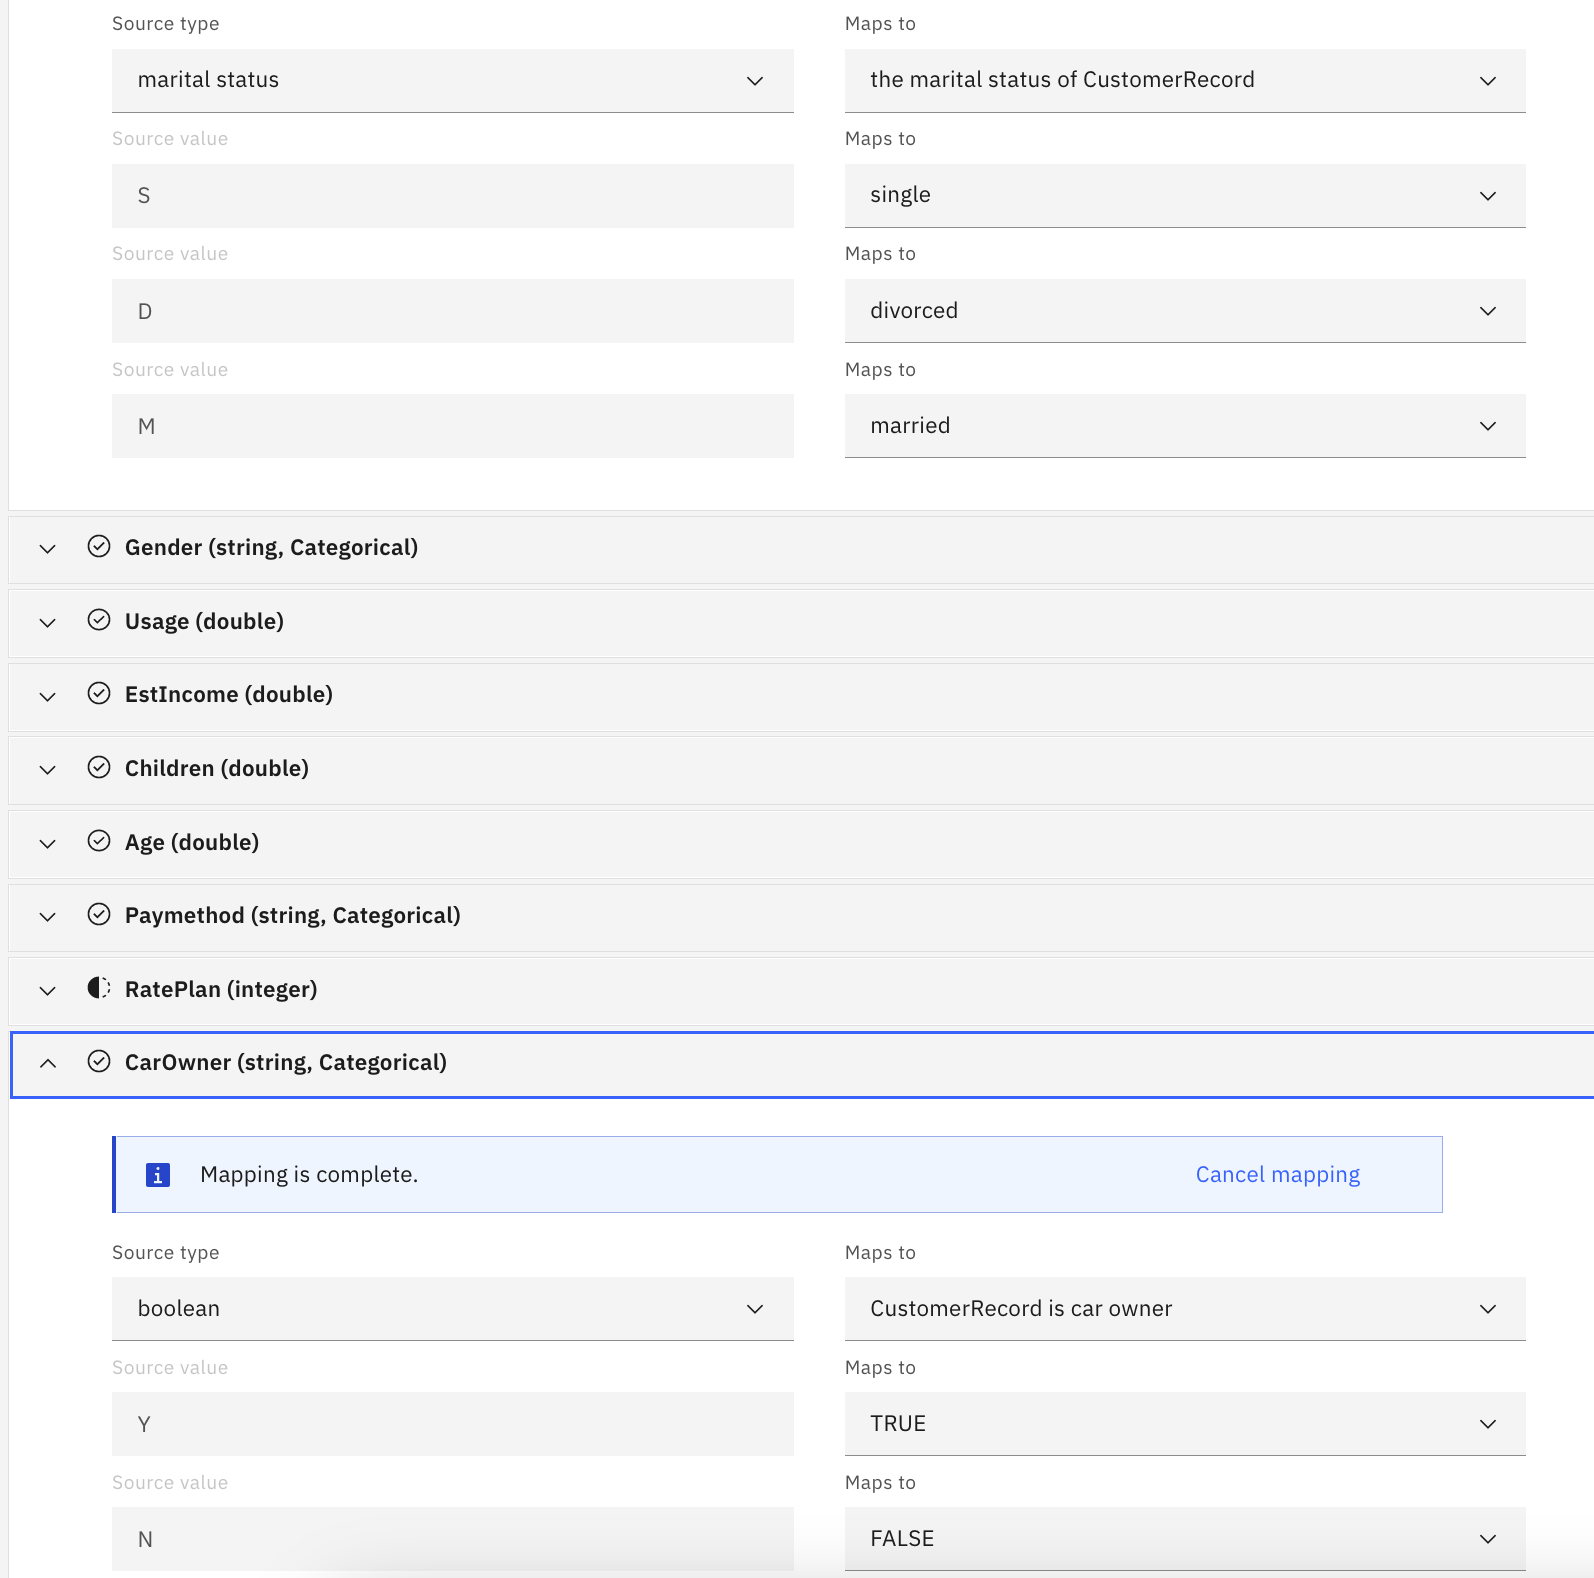 Source type
Maps to
marital status
the marital status of CustomerRecord
Source value
Maps to
S
single
Source value
Maps to
D
divorced
Source value
Maps to
M
married
Gender (string, Categorical)
Usage (double)
EstIncome (double)
Children (double)
Age (double)
Paymethod (string, Categorical)
RatePlan (integer)
CarOwner (string, Categorical)
Mapping is complete.
Cancel mapping
Source type
Maps to
boolean
CustomerRecord is car owner
Source value
Maps to
Y
TRUE
Source value
Maps to
N
FALSE